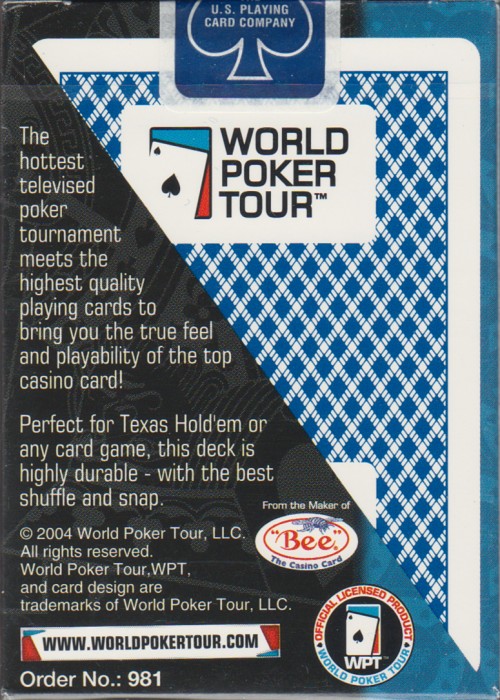 U.S. PLAYING
CARD COMPANY
WORLD
POKER
TOUR™
The
hottest
televised
poker
tournament
meets the
highest quality
playing cards to
bring you the true feel
and playability of the top
casino card!
Perfect for Texas Hold'em or
any card game, this deck is
highly durable - with the best
shuffle and snap.
From the Maker of
"Bee"®
The Casino Card
© 2004 World Poker Tour, LLC.
All rights reserved.
World Poker Tour,WPT,
and card design are
trademarks of World Poker Tour, LLC.
WWW.WORLDPOKERTOUR.COM
Order No.: 981
OFFICIAL LICENSED PRODUCT
WPT™
WORLD POKER TOUR